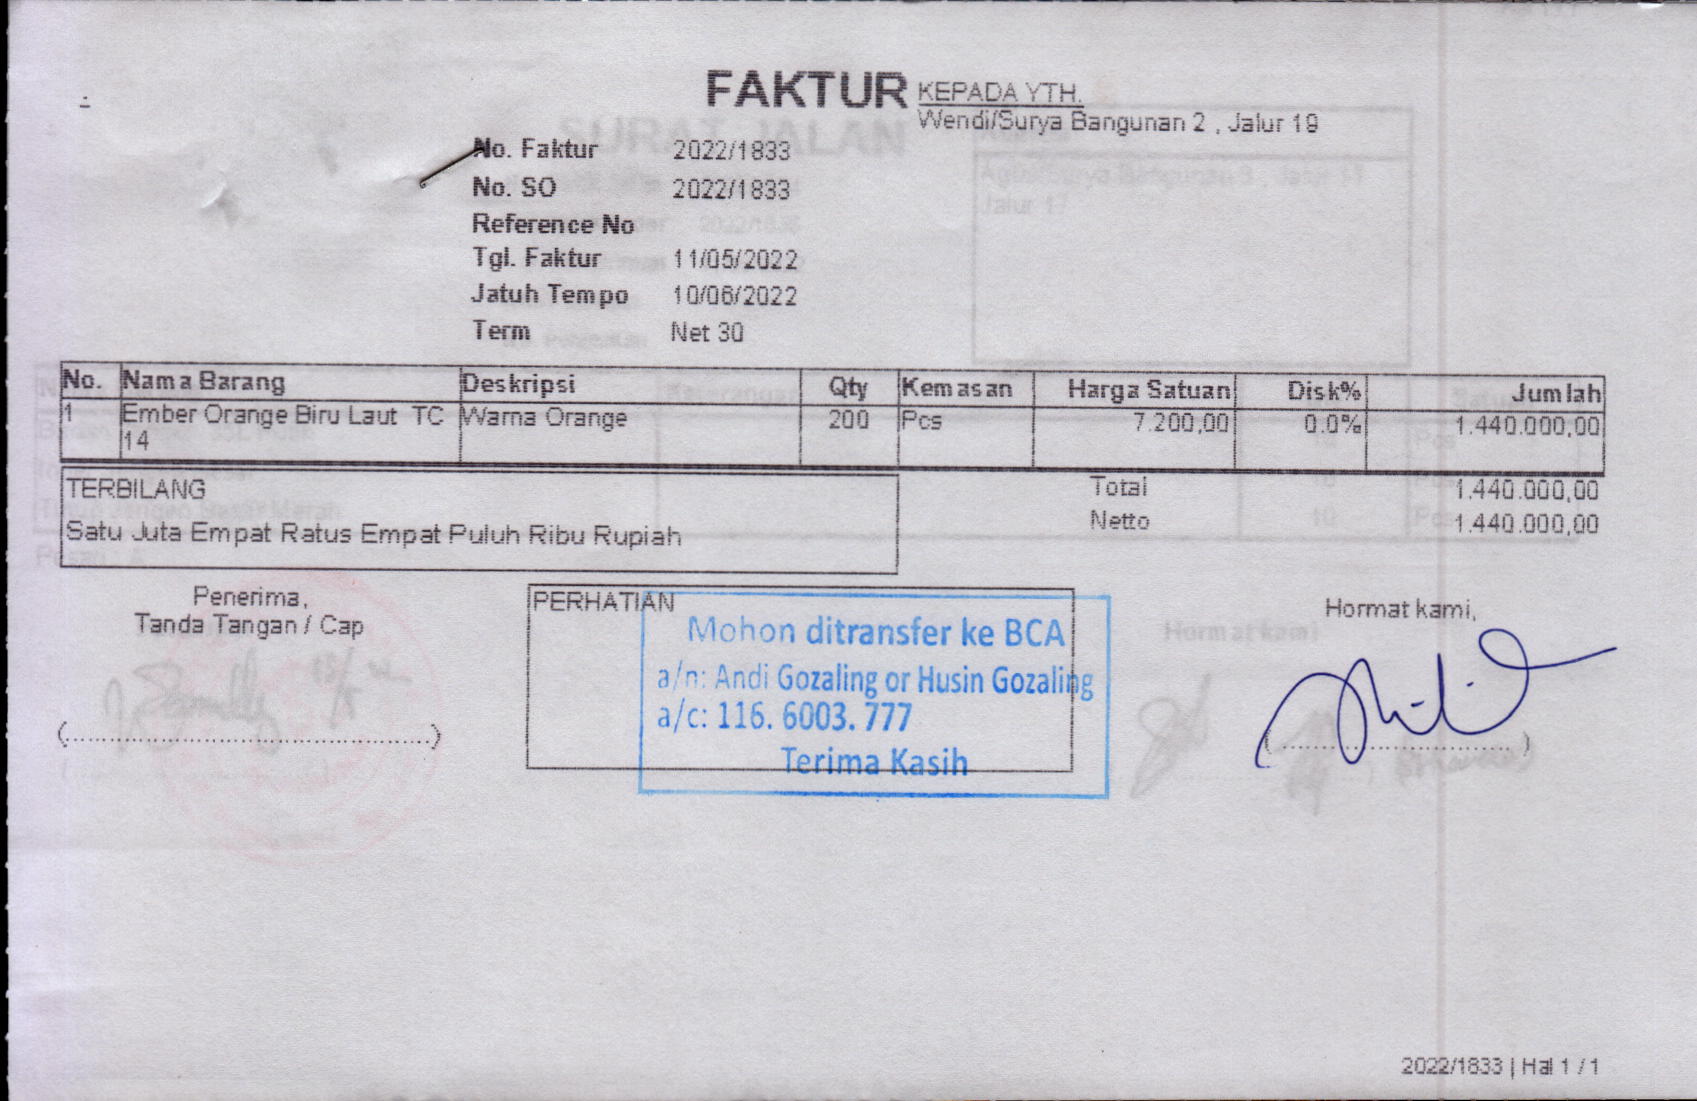 FAKTUR
KEPADA YTH.
Wendi/Surya Bangunan 2 , Jalur 19
No. Faktur 2022/1833
No. SO 2022/1833
Reference No
Tgl. Faktur 11/05/2022
Jatuh Tempo 10/06/2022
Term Net 30
No. Nama Barang Deskripsi Qty Kemasan Harga Satuan Disk% Jumlah
1 Ember Orange Biru Laut TC Warna Orange 200 Pcs 7.200,00 0.0% 1.440.000,00
14
TERBILANG
Satu Juta Empat Ratus Empat Puluh Ribu Rupiah
Total 1.440.000,00
Netto 1.440.000,00
Penerima,
Tanda Tangan / Cap
(........................................)
PERHATIAN
Mohon ditransfer ke BCA
a/n: Andi Gozaling or Husin Gozaling
a/c: 116. 6003. 777
Terima Kasih
Hormat kami,
(............................)
2022/1833 | Hal 1 / 1